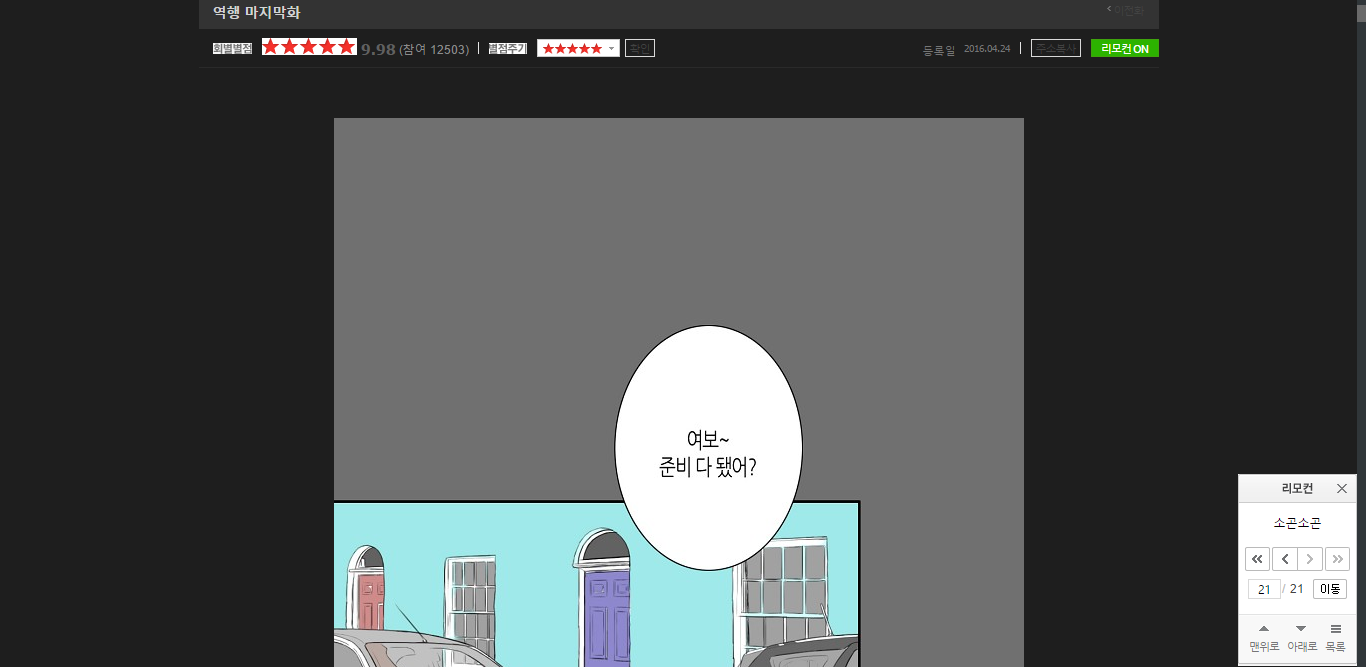 역행 마지막화
이전화
회별별점 9.98 (참여 12503) 별점주기 확인
등록일 2016.04.24 주소복사 리모컨 ON
여보~
준비 다 됐어?
리모컨
소곤소곤
21 / 21 이동
맨위로 아래로 목록